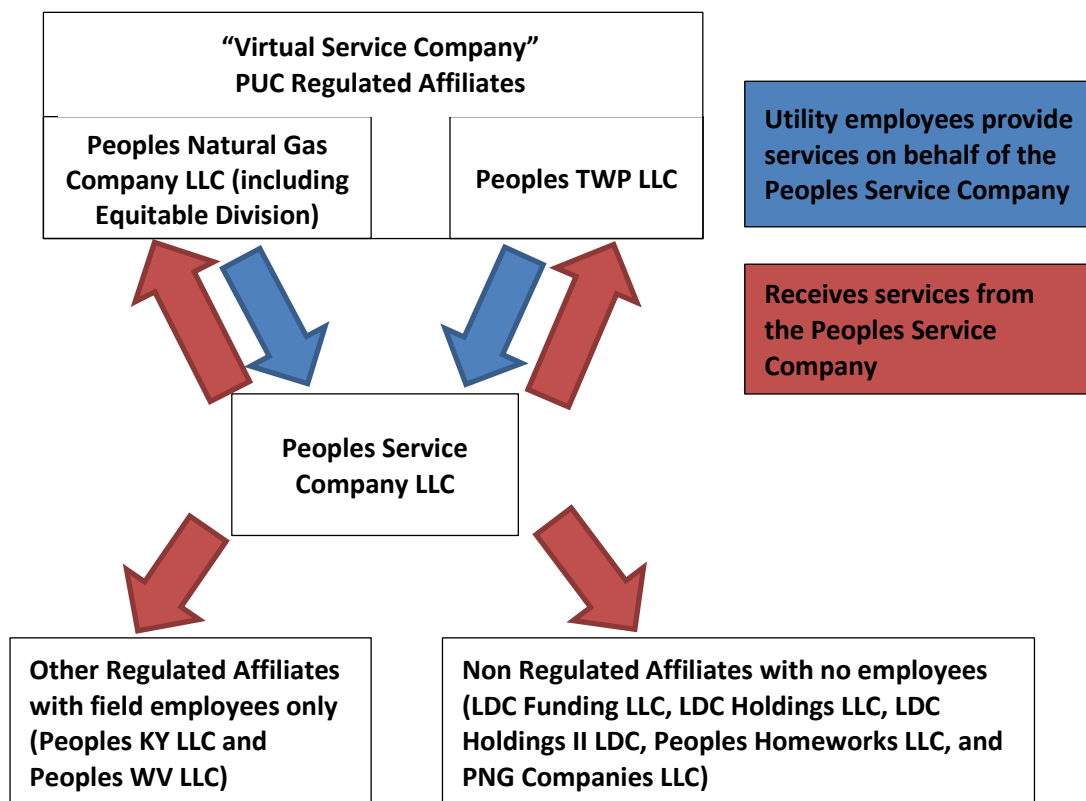 “Virtual Service Company”
PUC Regulated Affiliates
Peoples Natural Gas
Company LLC (including
Equitable Division)
Peoples TWP LLC
Utility employees provide
services on behalf of the
Peoples Service Company
Receives services from
the Peoples Service
Company
Peoples Service
Company LLC
Other Regulated Affiliates
with field employees only
(Peoples KY LLC and
Peoples WV LLC)
Non Regulated Affiliates with no employees
(LDC Funding LLC, LDC Holdings LLC, LDC
Holdings II LDC, Peoples Homeworks LLC, and
PNG Companies LLC)